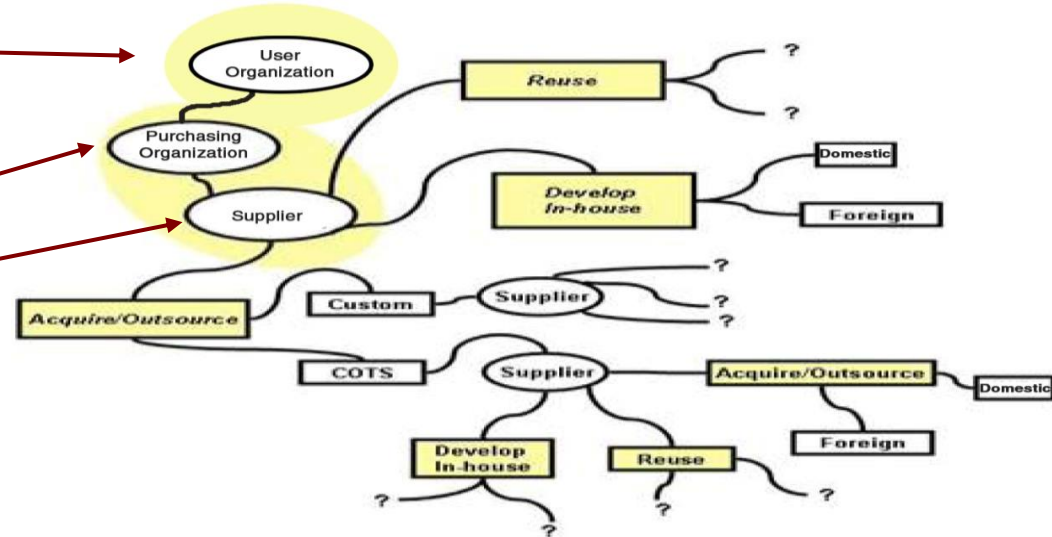 User
Organization
?
Reuse
?
Purchasing
Organization
Domestic
Develop
In-house
Supplier
Foreign
?
Custom
Supplier
?
?
Acquire/Outsource
COTS
Supplier
Acquire/Outsource
Domestic
Foreign
Develop
In-house
Reuse
?
?
?
?